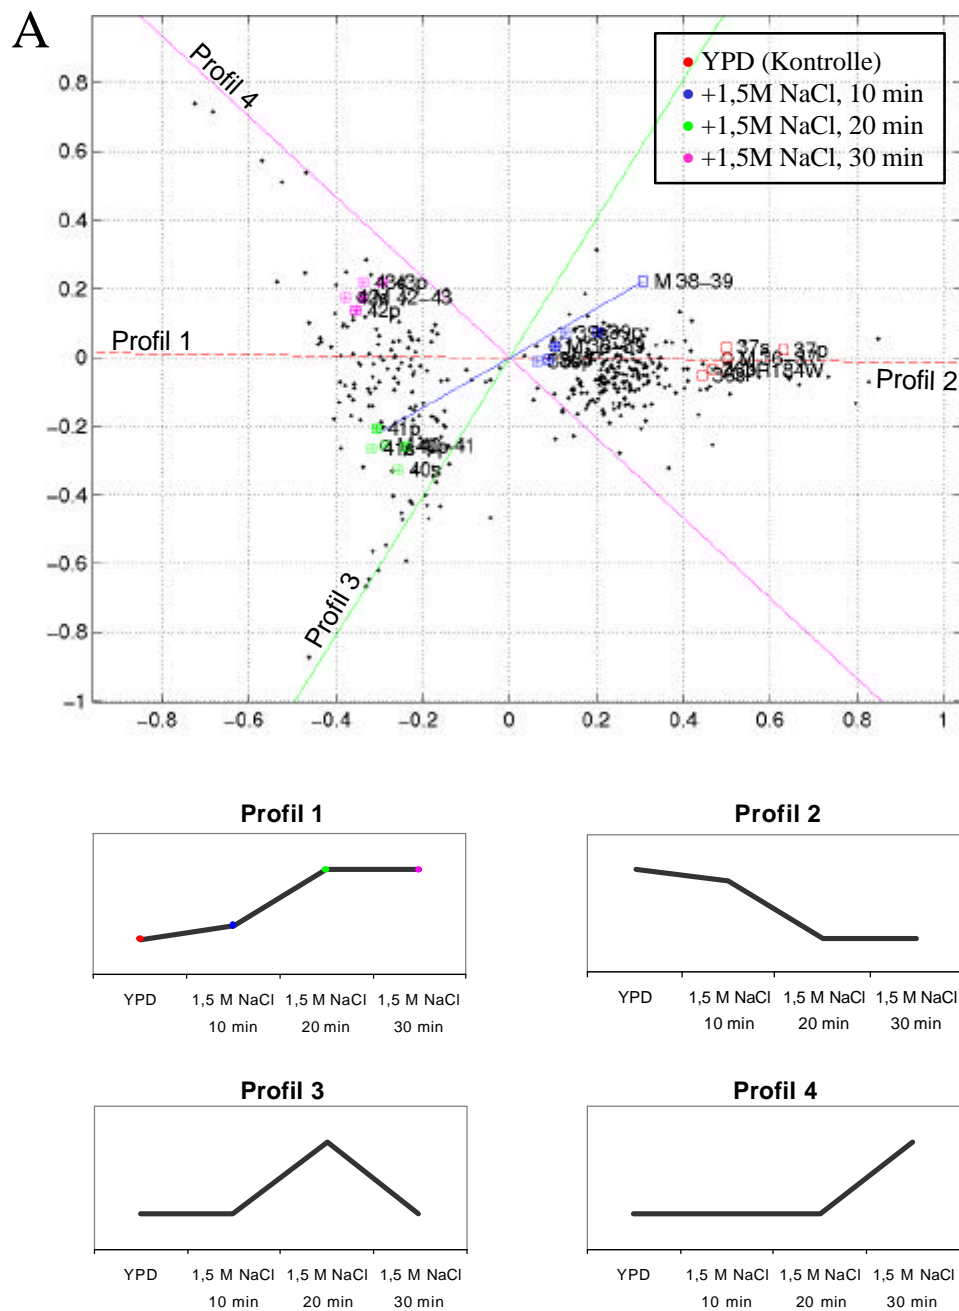 A
Profil 4
YPD (Kontrolle)
+1,5M NaCl, 10 min
+1,5M NaCl, 20 min
+1,5M NaCl, 30 min
0.8
0.6
0.4
0.2
0
−0.2
−0.4
−0.6
−0.8
−1
M 38−39
42−43
42p
Profil 1
37s
37p
Profil 2
41p
41s
40s
Profil 3
−0.8
−0.6
−0.4
−0.2
0
0.2
0.4
0.6
0.8
1
Profil 1
Profil 2
YPD
1,5 M NaCl
10 min
1,5 M NaCl
20 min
1,5 M NaCl
30 min
YPD
1,5 M NaCl
10 min
1,5 M NaCl
20 min
1,5 M NaCl
30 min
Profil 3
Profil 4
YPD
1,5 M NaCl
10 min
1,5 M NaCl
20 min
1,5 M NaCl
30 min
YPD
1,5 M NaCl
10 min
1,5 M NaCl
20 min
1,5 M NaCl
30 min